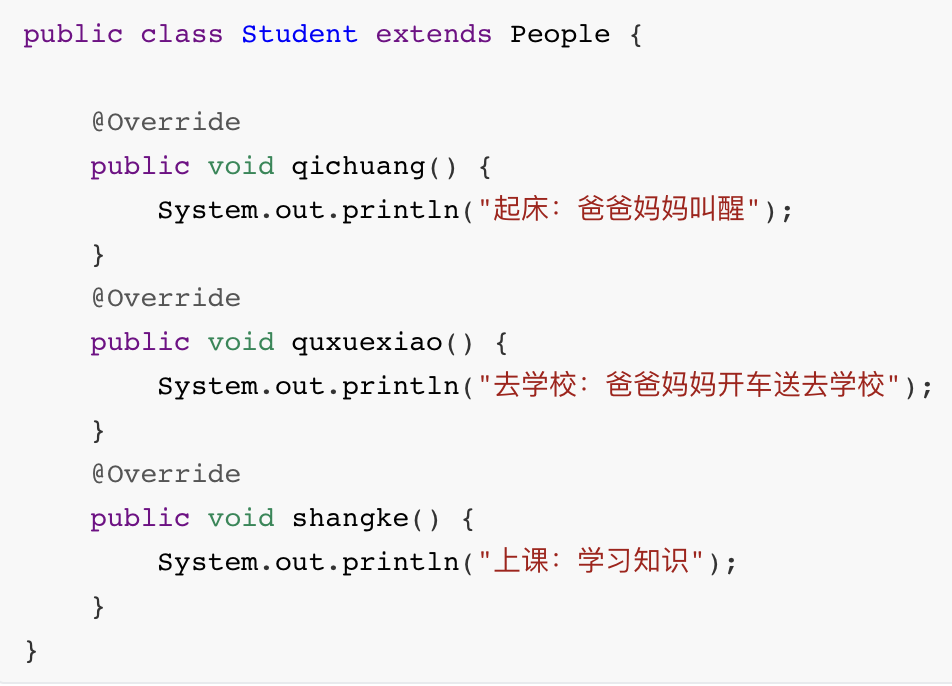 public class Student extends People {
@Override
public void qichuang() {
System.out.println("起床：爸爸妈妈叫醒");
}
@Override
public void quxuexiao() {
System.out.println("去学校：爸爸妈妈开车送去学校");
}
@Override
public void shangke() {
System.out.println("上课：学习知识");
}
}